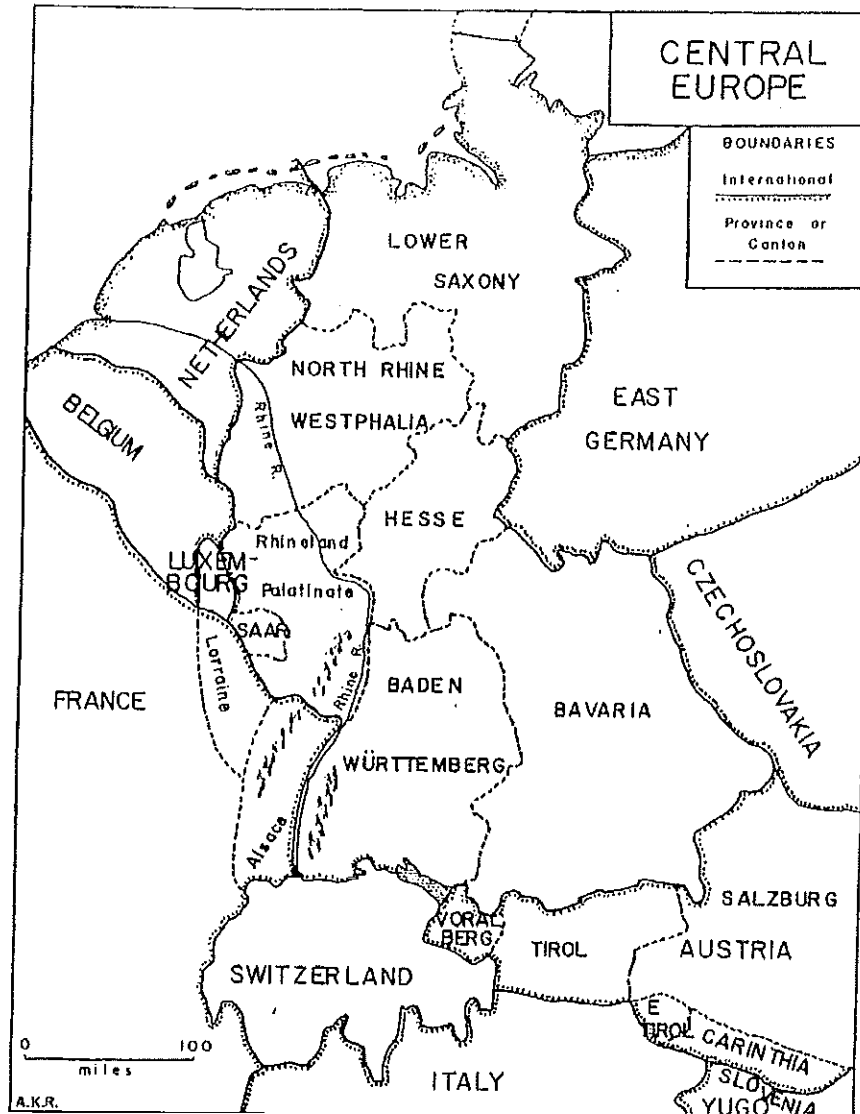 CENTRAL
EUROPE
BOUNDARIES
International
Province or
Canton
LOWER
SAXONY
NETHERLANDS
NORTH RHINE
WESTPHALIA
Rhine R.
BELGIUM
EAST
GERMANY
HESSE
Rhineland
Palatinate
LUXEM-
BOURG
SAAR
CZECHOSLOVAKIA
Lorraine
FRANCE
Rhine R.
BADEN
WÜRTTEMBERG
BAVARIA
Alsace
SALZBURG
VORAL
BERG
TIROL
AUSTRIA
SWITZERLAND
E
TIROL
CARINTHIA
SLOVENIA
YUGO
ITALY
0 100
miles
A.K.R.